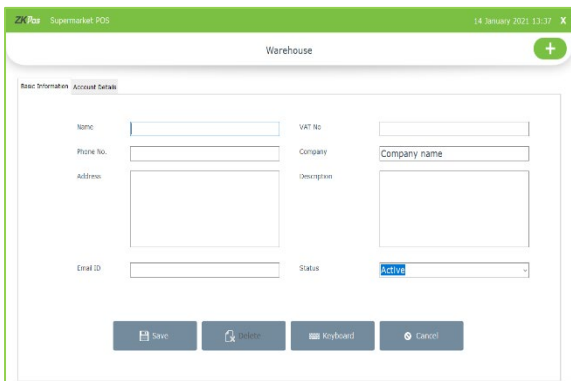 ZKPos Supermarket POS 14 January 2021 13:37 X
Warehouse
+
Basic Information Account Details
Name VAT No
Phone No. Company Company name
Address Description
Email ID Status Active
Save Delete Keyboard Cancel